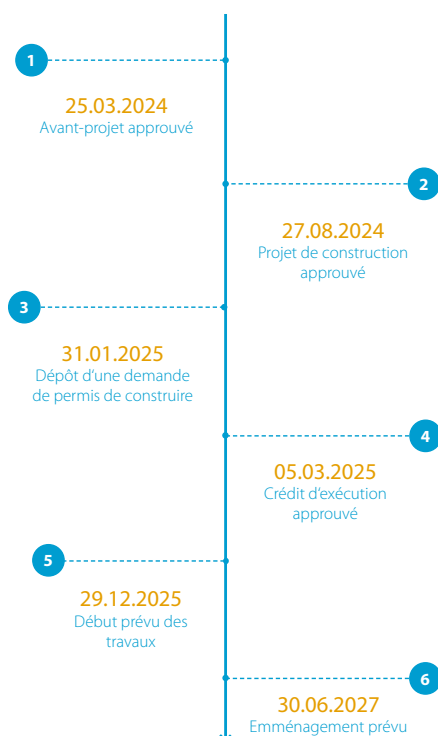 1
25.03.2024
Avant-projet approuvé
2
27.08.2024
Projet de construction
approuvé
3
31.01.2025
Dépôt d'une demande
de permis de construire
4
05.03.2025
Crédit d'exécution
approuvé
5
29.12.2025
Début prévu des
travaux
6
30.06.2027
Emménagement prévu